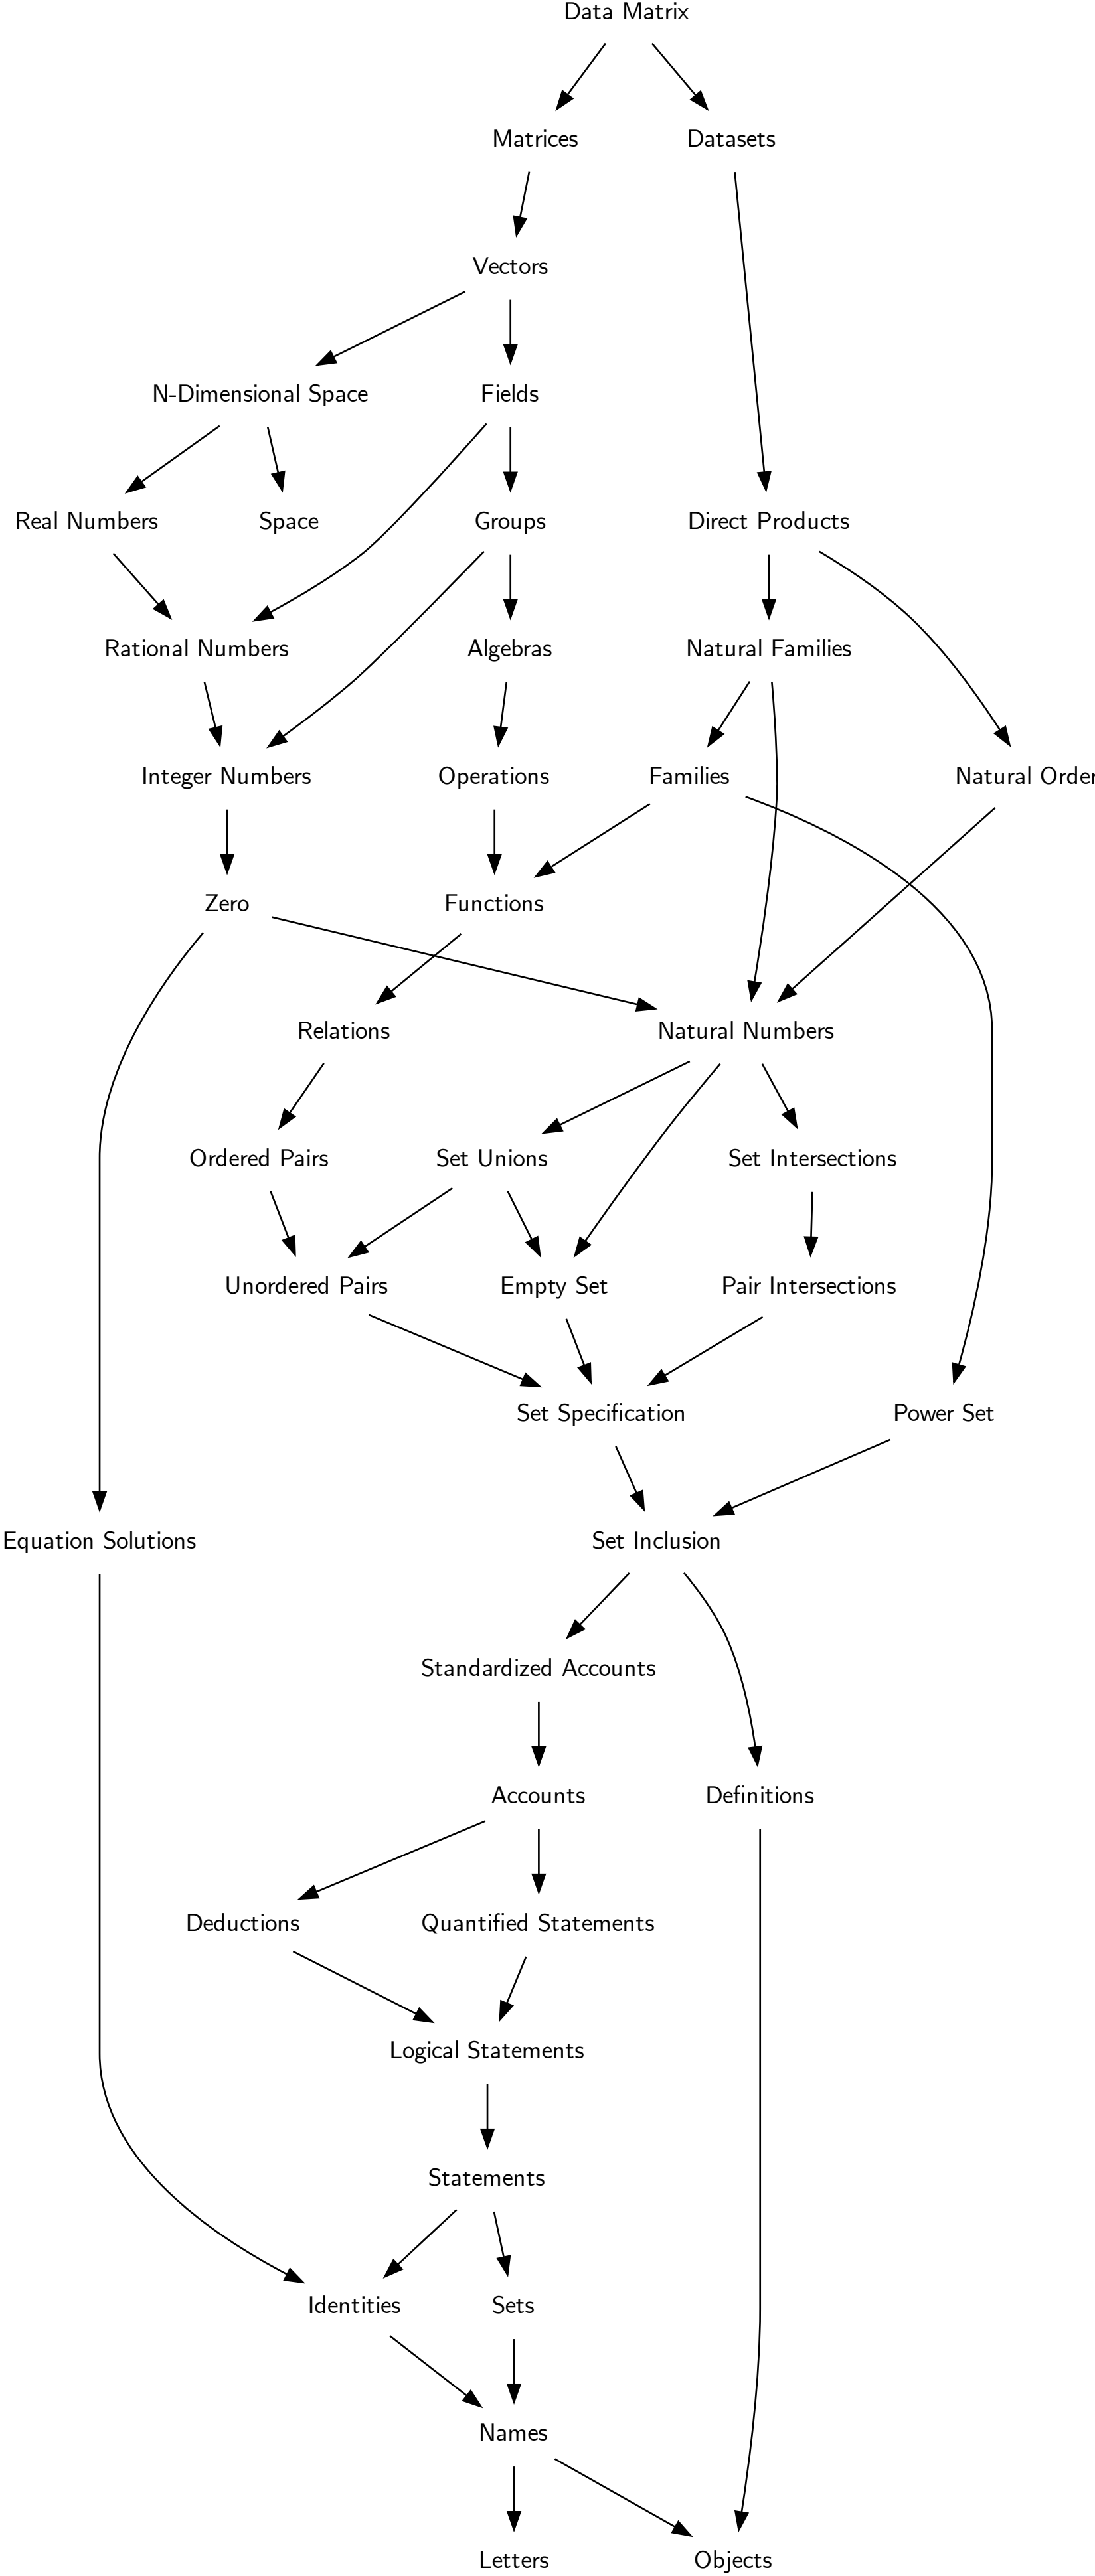 Data Matrix
Matrices
Datasets
Vectors
N-Dimensional Space
Fields
Real Numbers
Space
Groups
Direct Products
Rational Numbers
Algebras
Natural Families
Integer Numbers
Operations
Families
Natural Order
Zero
Functions
Relations
Natural Numbers
Ordered Pairs
Set Unions
Set Intersections
Unordered Pairs
Empty Set
Pair Intersections
Set Specification
Power Set
Equation Solutions
Set Inclusion
Standardized Accounts
Accounts
Definitions
Deductions
Quantified Statements
Logical Statements
Statements
Identities
Sets
Names
Letters
Objects